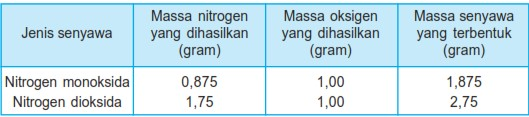 Jenis senyawa
Massa nitrogen
yang dihasilkan
(gram)
Massa oksigen
yang dihasilkan
(gram)
Massa senyawa
yang terbentuk
(gram)
Nitrogen monoksida 0,875 1,00 1,875
Nitrogen dioksida 1,75 1,00 2,75